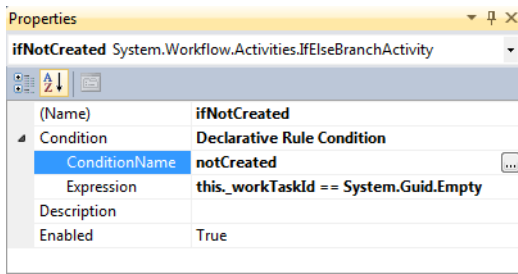 Properties
ifNotCreated System.Workflow.Activities.IfElseBranchActivity
(Name) ifNotCreated
Condition Declarative Rule Condition
ConditionName notCreated ...
Expression this._workTaskId == System.Guid.Empty
Description
Enabled True